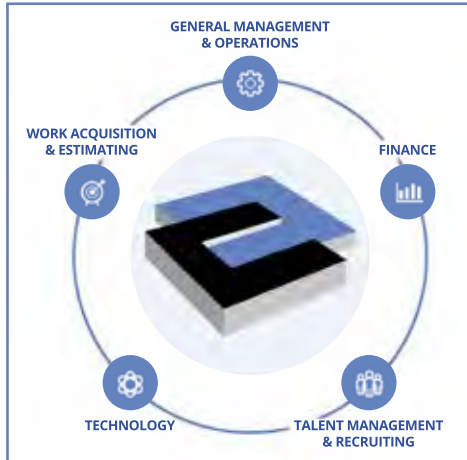 GENERAL MANAGEMENT
& OPERATIONS
WORK ACQUISITION
& ESTIMATING
FINANCE
TECHNOLOGY
TALENT MANAGEMENT
& RECRUITING